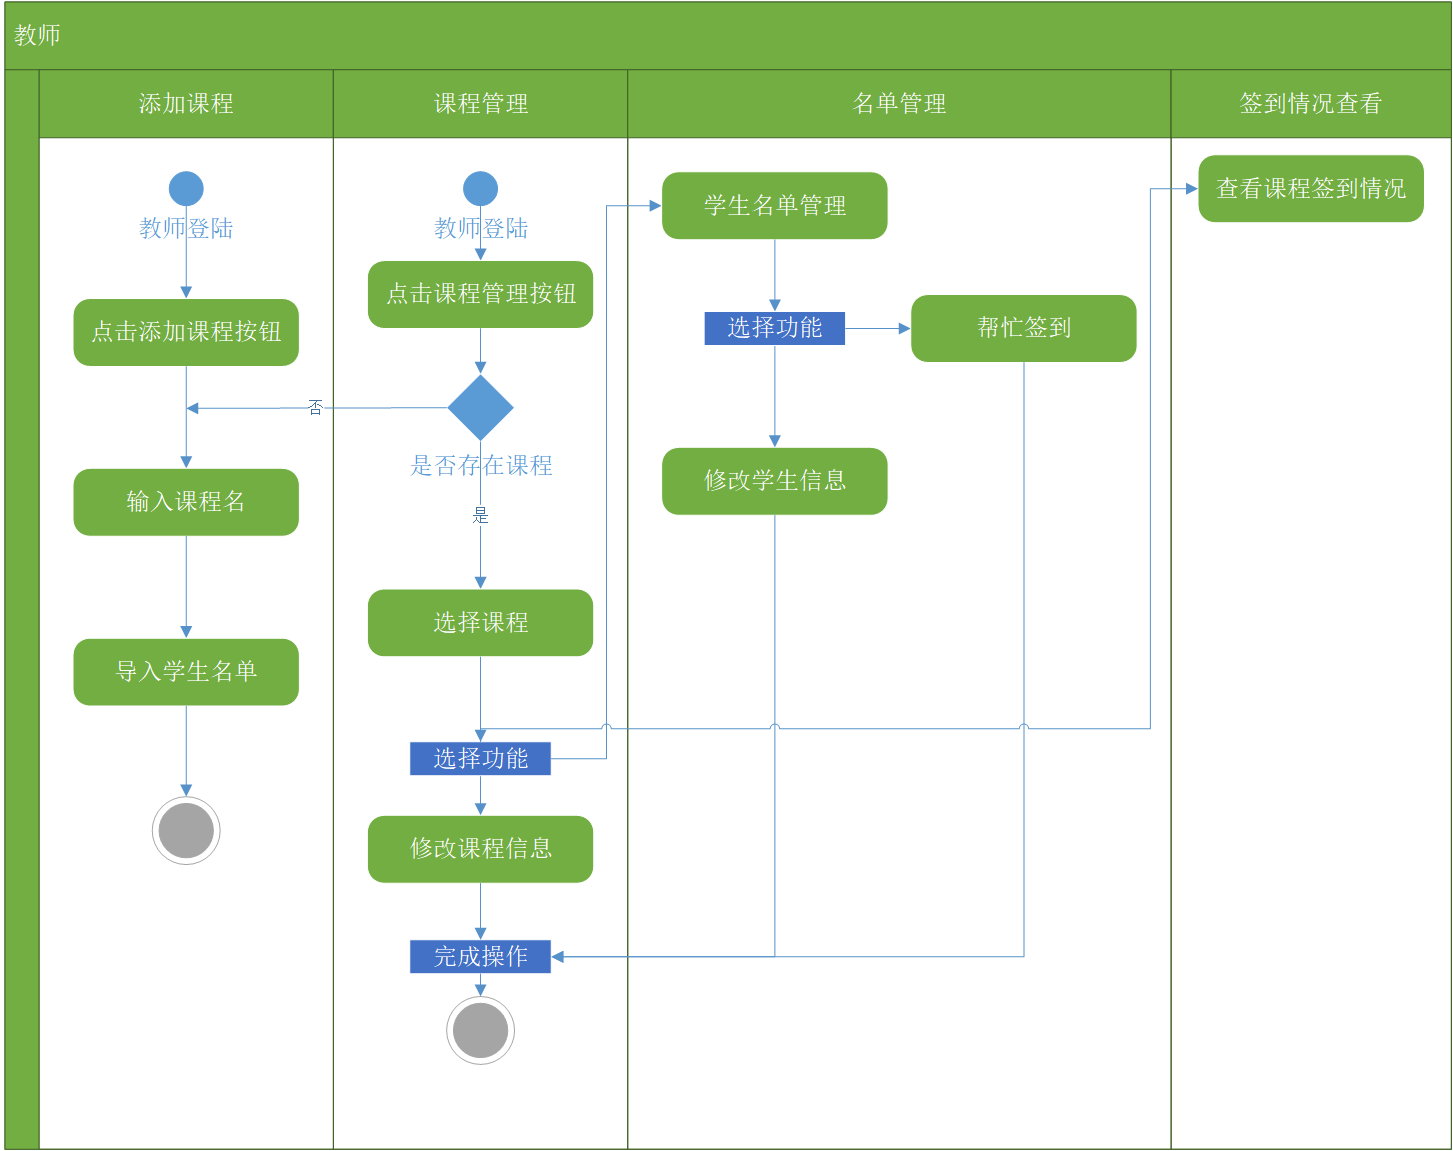 教师
添加课程
课程管理
名单管理
签到情况查看
教师登陆
点击添加课程按钮
输入课程名
导入学生名单
教师登陆
点击课程管理按钮
否
是否存在课程
是
选择课程
选择功能
修改课程信息
完成操作
学生名单管理
选择功能
帮忙签到
修改学生信息
查看课程签到情况